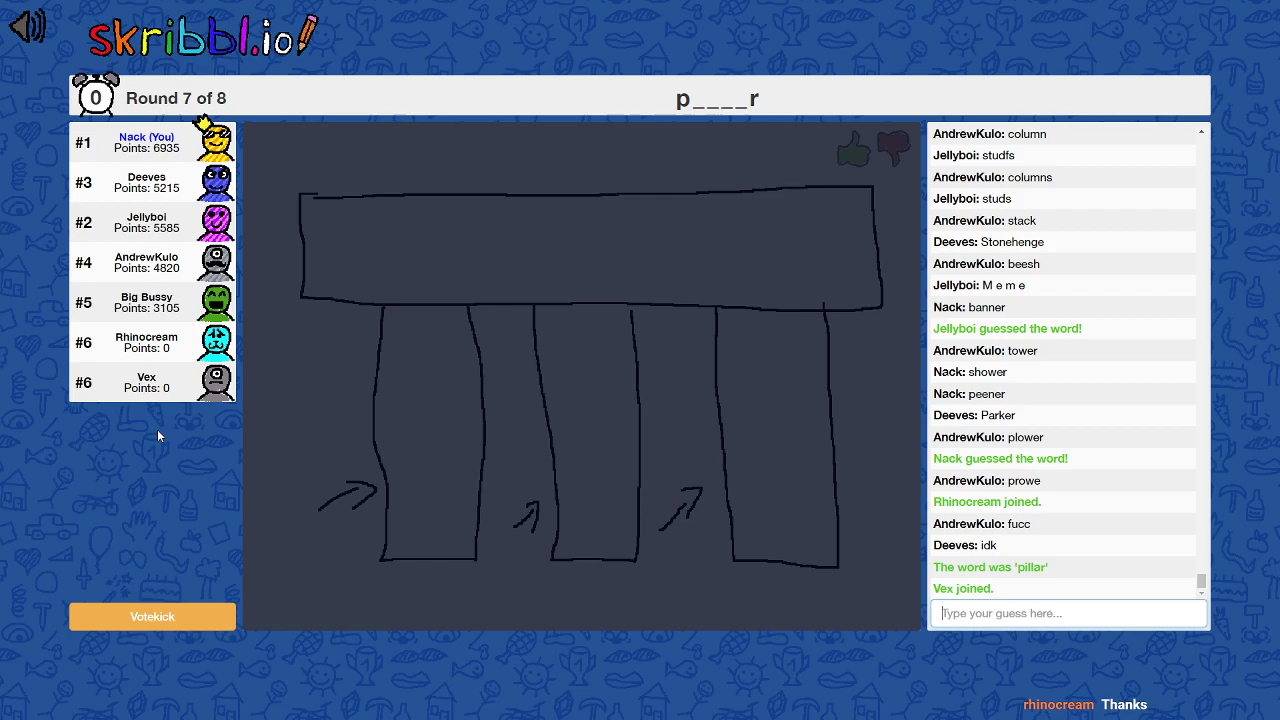 skribbl.io
0
Round 7 of 8
p____r
#1
Nack (You)
Points: 6935
#3
Deeves
Points: 5215
#2
Jellyboi
Points: 5585
#4
AndrewKulo
Points: 4820
#5
Big Bussy
Points: 3105
#6
Rhinocream
Points: 0
#6
Vex
Points: 0
Votekick
AndrewKulo: column
Jellyboi: studfs
AndrewKulo: columns
Jellyboi: studs
AndrewKulo: stack
Deeves: Stonehenge
AndrewKulo: beesh
Jellyboi: M e m e
Nack: banner
Jellyboi guessed the word!
AndrewKulo: tower
Nack: shower
Nack: peener
Deeves: Parker
AndrewKulo: plower
Nack guessed the word!
AndrewKulo: prowe
Rhinocream joined.
AndrewKulo: fucc
Deeves: idk
The word was 'pillar'
Vex joined.
Type your guess here...
rhinocream Thanks